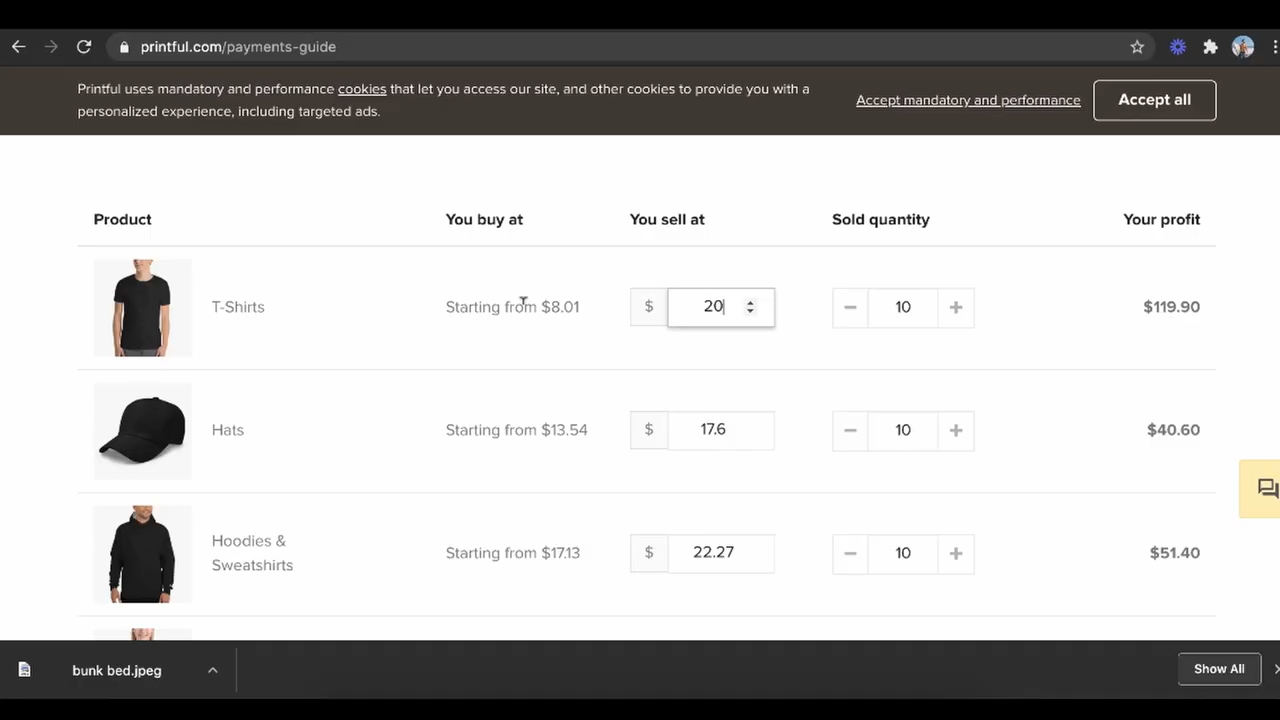 printful.com/payments-guide
Printful uses mandatory and performance cookies that let you access our site, and other cookies to provide you with a
personalized experience, including targeted ads.
Accept mandatory and performance
Accept all
Product You buy at You sell at Sold quantity Your profit
T-Shirts Starting from $8.01 $ 20 − 10 + $119.90
Hats Starting from $13.54 $ 17.6 − 10 + $40.60
Hoodies &
Sweatshirts Starting from $17.13 $ 22.27 − 10 + $51.40
bunk bed.jpeg
Show All